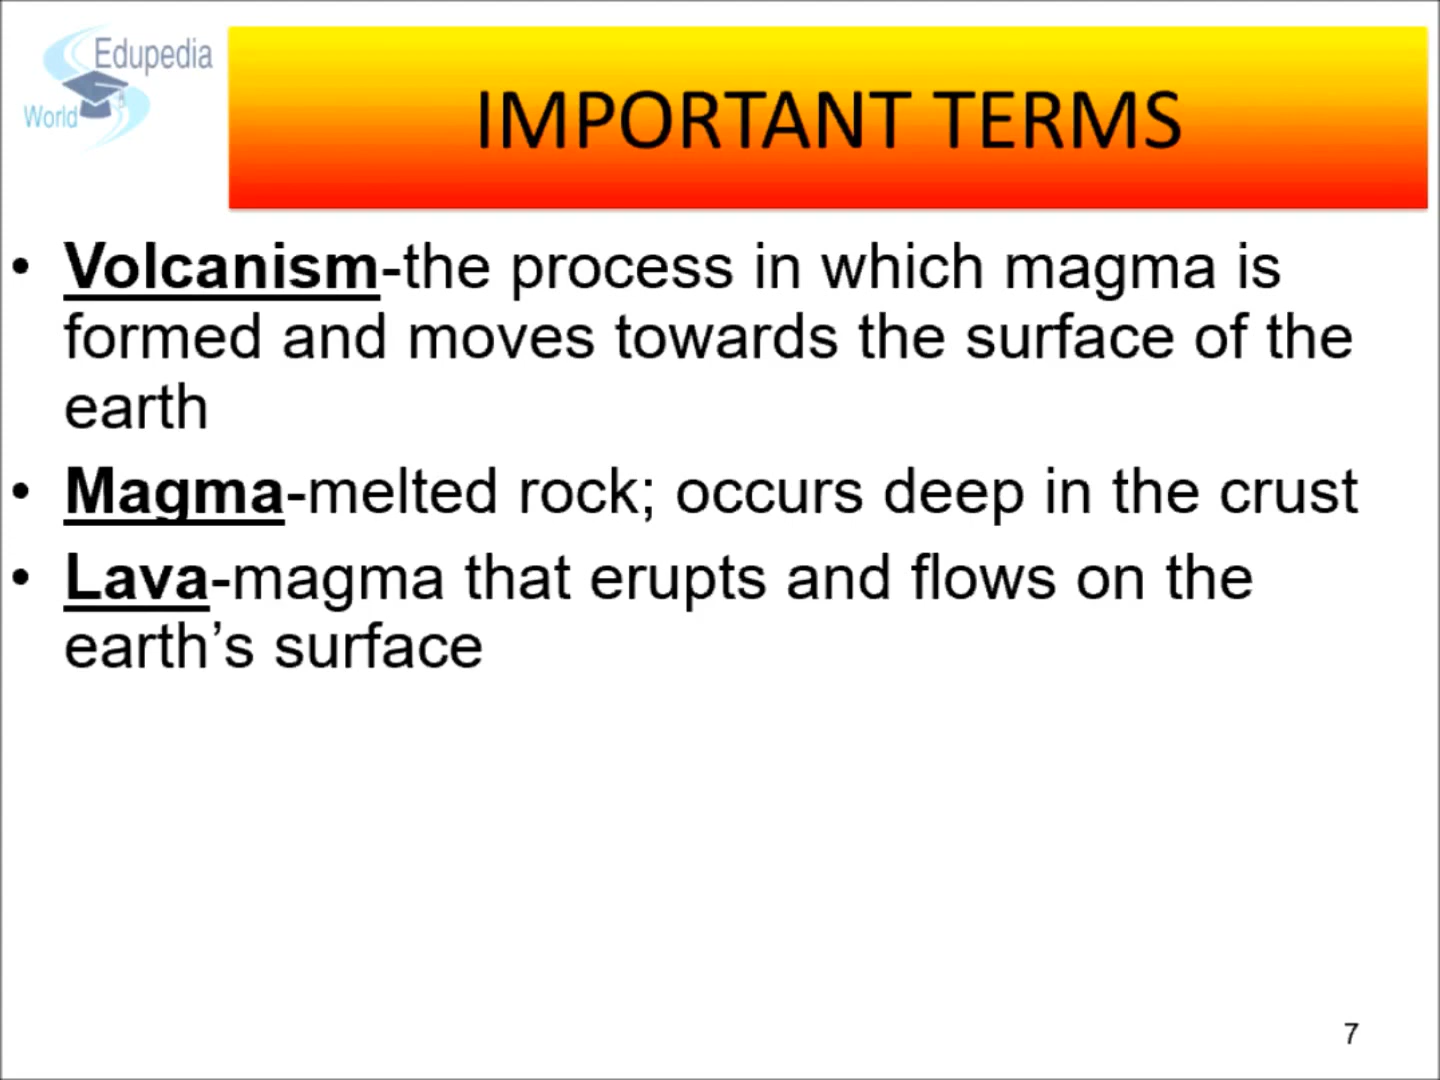 Edupedia
World
IMPORTANT TERMS
• Volcanism-the process in which magma is
formed and moves towards the surface of the
earth
• Magma-melted rock; occurs deep in the crust
• Lava-magma that erupts and flows on the
earth’s surface
7